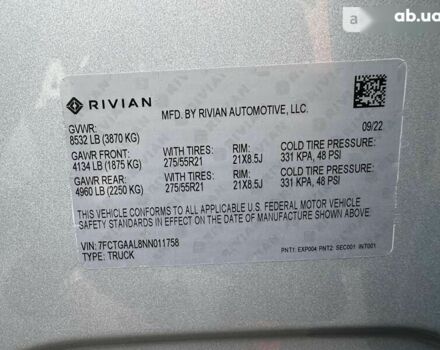 ab.ua
RIVIAN
MFD. BY RIVIAN AUTOMOTIVE, LLC.
GVWR:
8532 LB (3870 KG)
09/22
GAWR FRONT: WITH TIRES: RIM: COLD TIRE PRESSURE:
4134 LB (1875 KG) 275/55R21 21X8.5J 331 KPA, 48 PSI
GAWR REAR: WITH TIRES: RIM: COLD TIRE PRESSURE:
4960 LB (2250 KG) 275/55R21 21X8.5J 331 KPA, 48 PSI
THIS VEHICLE CONFORMS TO ALL APPLICABLE U.S. FEDERAL MOTOR VEHICLE
SAFETY STANDARDS IN EFFECT ON THE DATE OF MANUFACTURE SHOWN ABOVE.
VIN: 7FCTGAAL8NN011758
TYPE: TRUCK
PNT1: EXP004 PNT2: SEC001 INT001